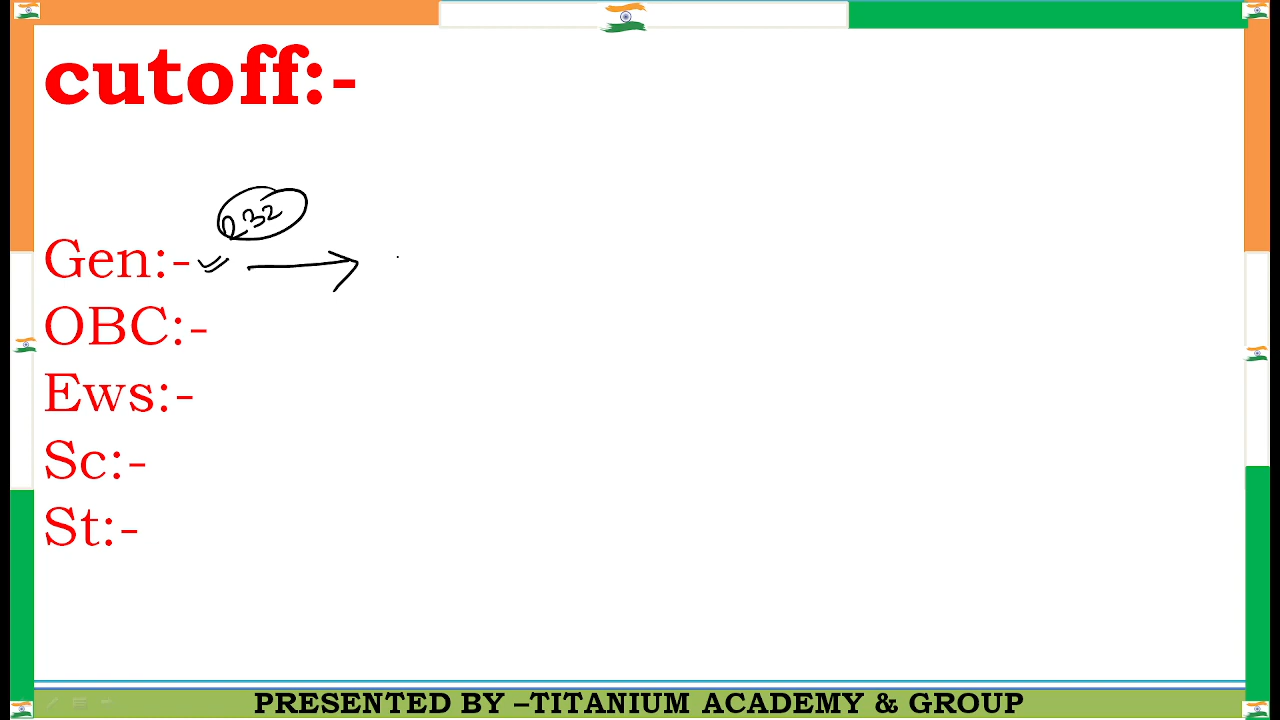 cutoff:-
232
Gen:-
OBC:-
Ews:-
Sc:-
St:-
PRESENTED BY –TITANIUM ACADEMY & GROUP